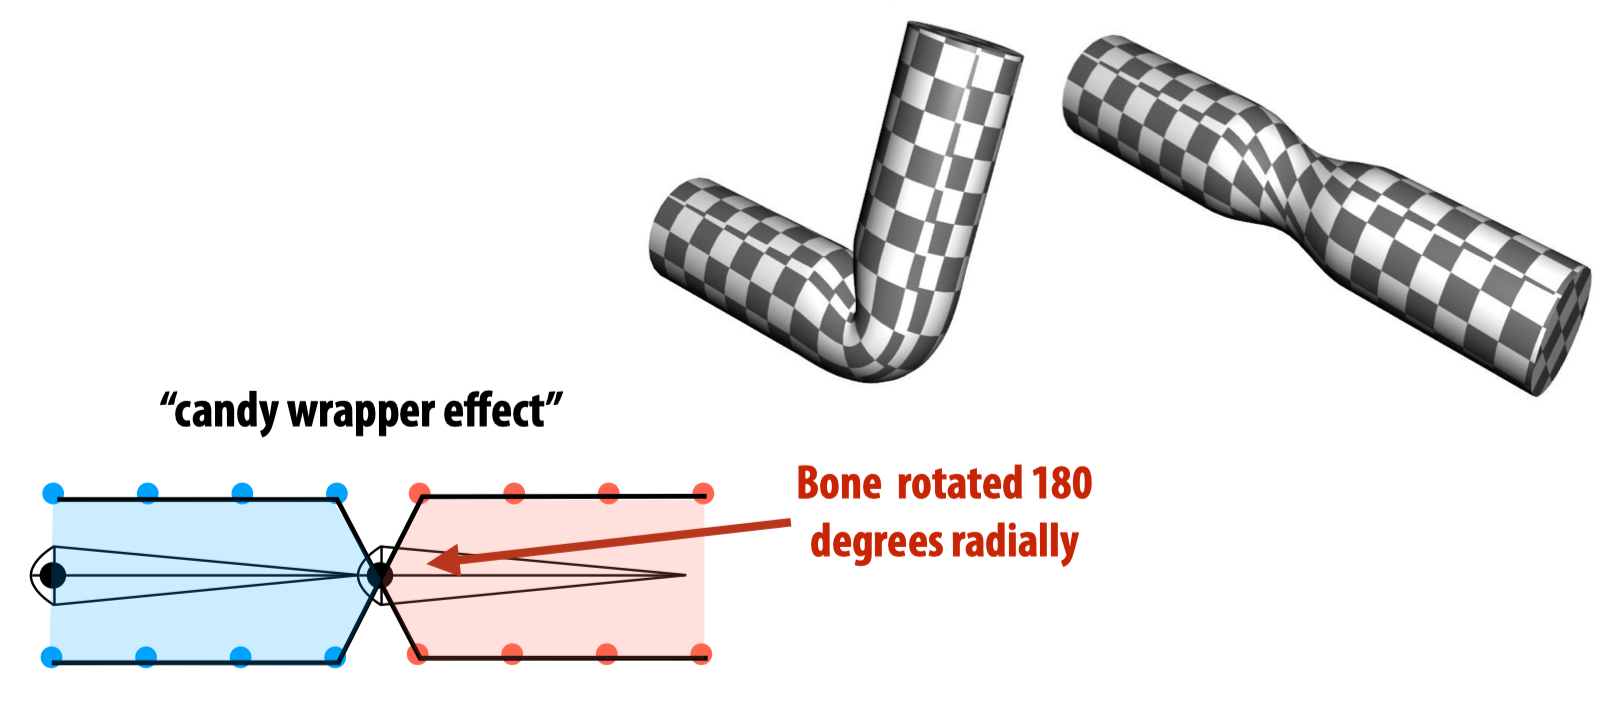 “candy wrapper effect”
Bone rotated 180
degrees radially